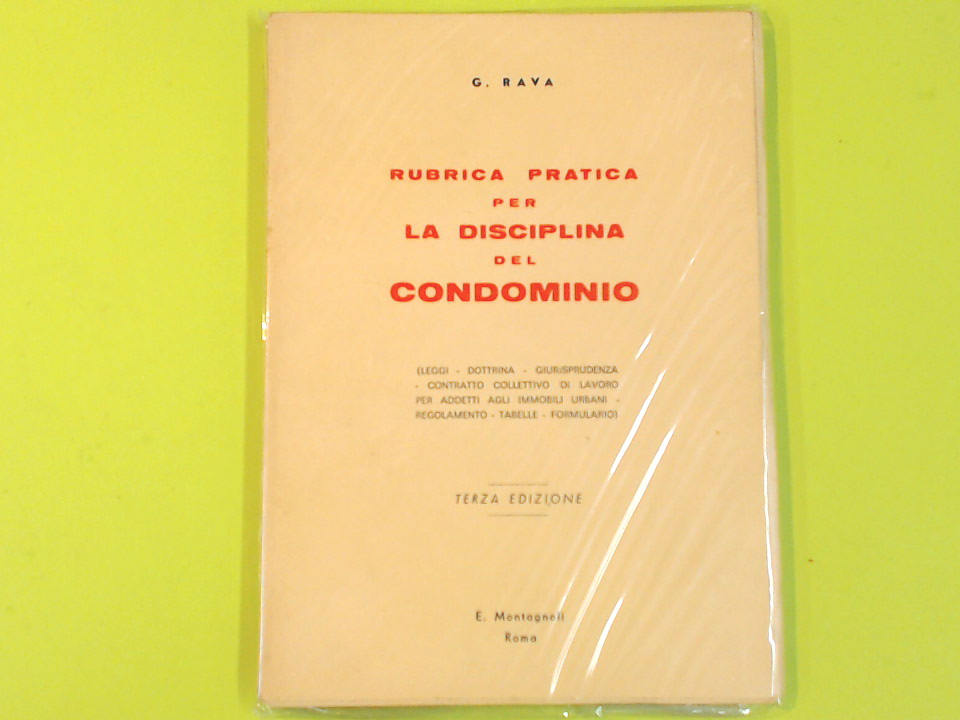 G. RAVA
RUBRICA PRATICA
PER
LA DISCIPLINA
DEL
CONDOMINIO
(LEGGI - DOTTRINA - GIURISPRUDENZA
- CONTRATTO COLLETTIVO DI LAVORO
PER ADDETTI AGLI IMMOBILI URBANI -
REGOLAMENTO - TABELLE - FORMULARIO)
TERZA EDIZIONE
E. Montagnoli
Roma